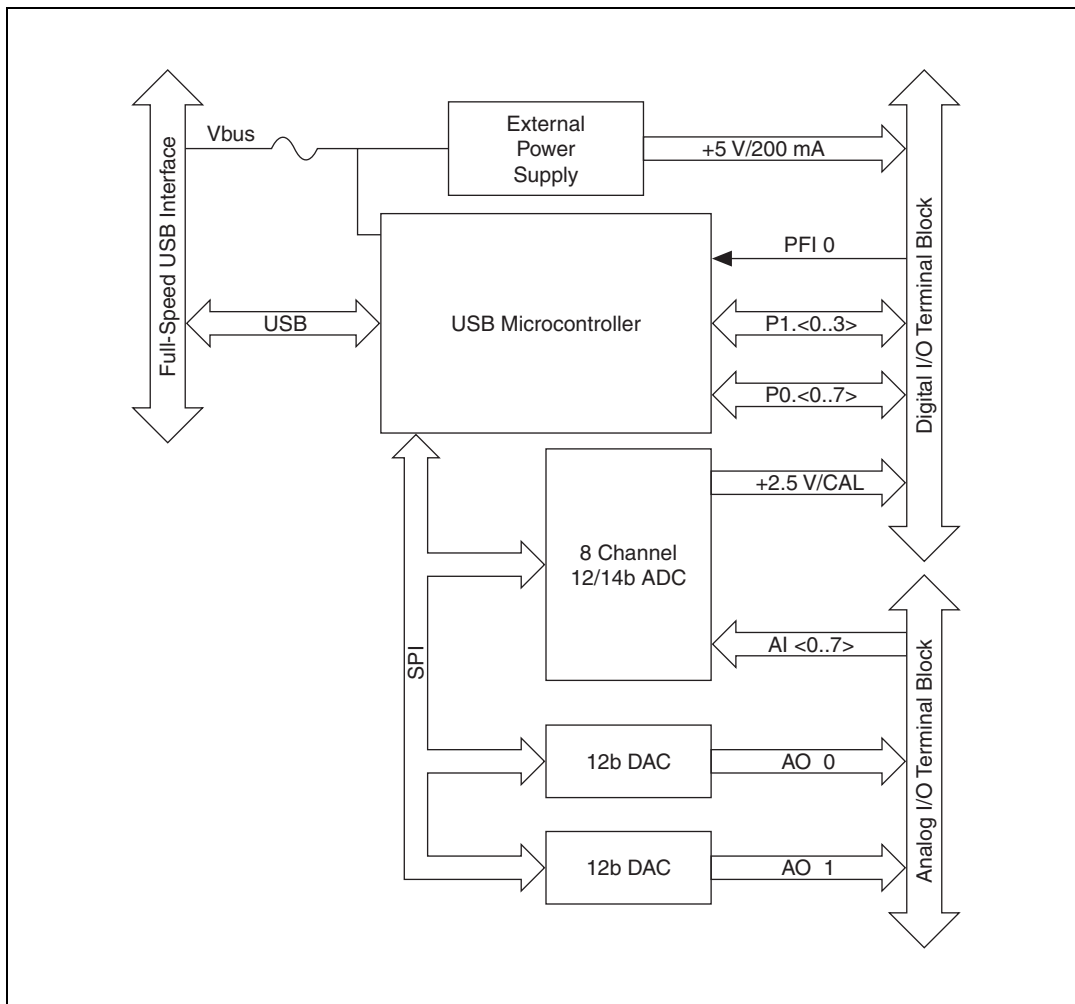 Full-Speed USB Interface
Vbus
External
Power
Supply
+5 V/200 mA
PFI 0
USB
USB Microcontroller
P1.<0..3>
P0.<0..7>
Digital I/O Terminal Block
+2.5 V/CAL
8 Channel
12/14b ADC
AI <0..7>
SPI
12b DAC
AO 0
12b DAC
AO 1
Analog I/O Terminal Block